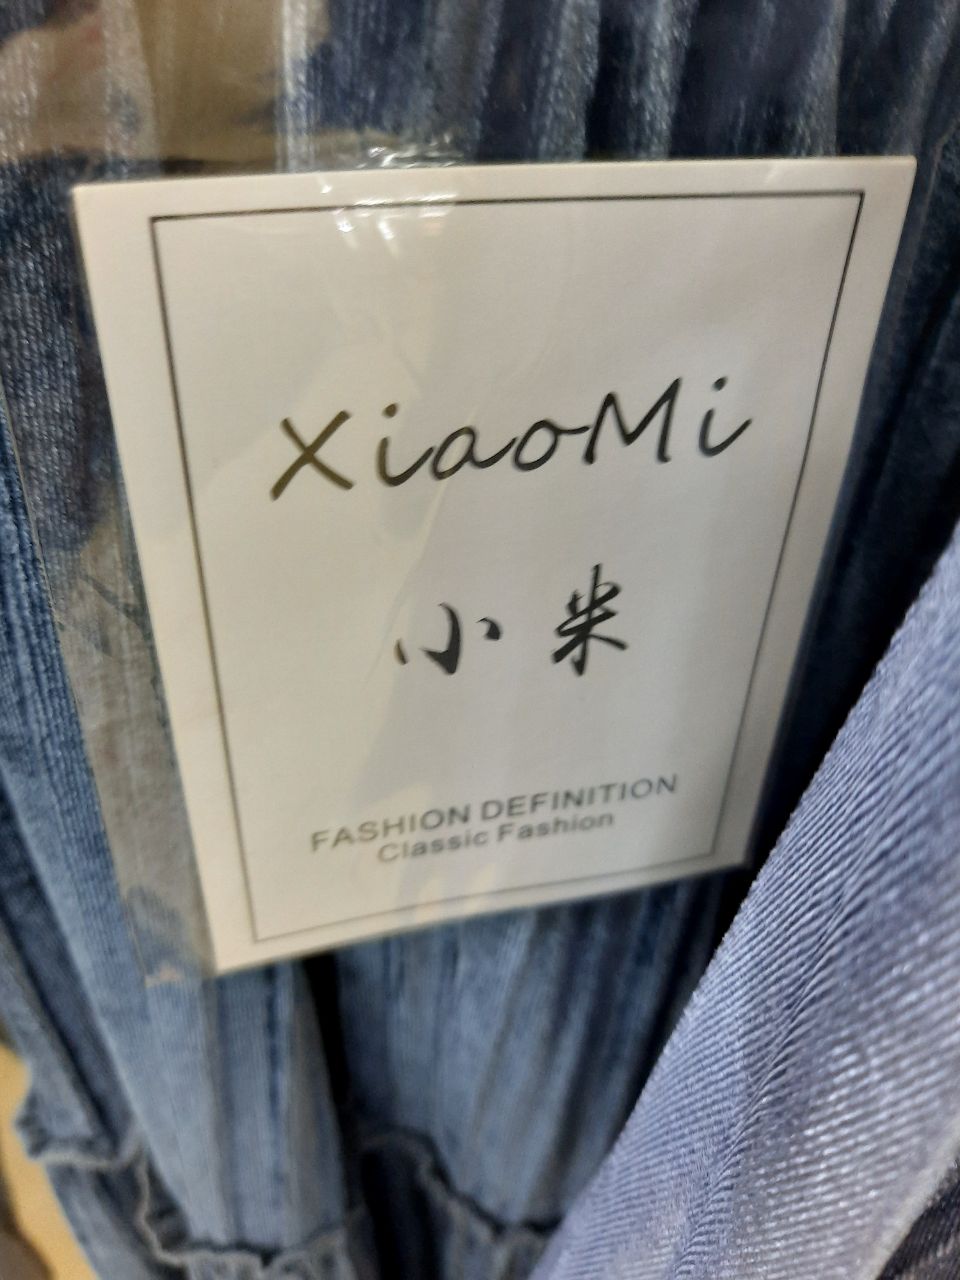 XiaoMi
小米
FASHION DEFINITION
Classic Fashion